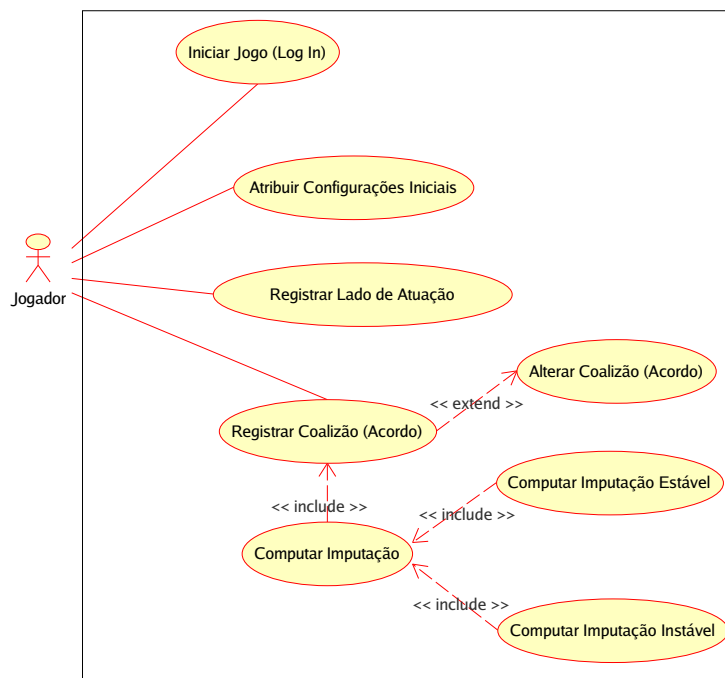 Iniciar Jogo (Log In)
Atribuir Configurações Iniciais
Jogador
Registrar Lado de Atuação
Alterar Coalizão (Acordo)
<< extend >>
Registrar Coalizão (Acordo)
Computar Imputação Estável
<< include >>
<< include >>
Computar Imputação
<< include >>
Computar Imputação Instável